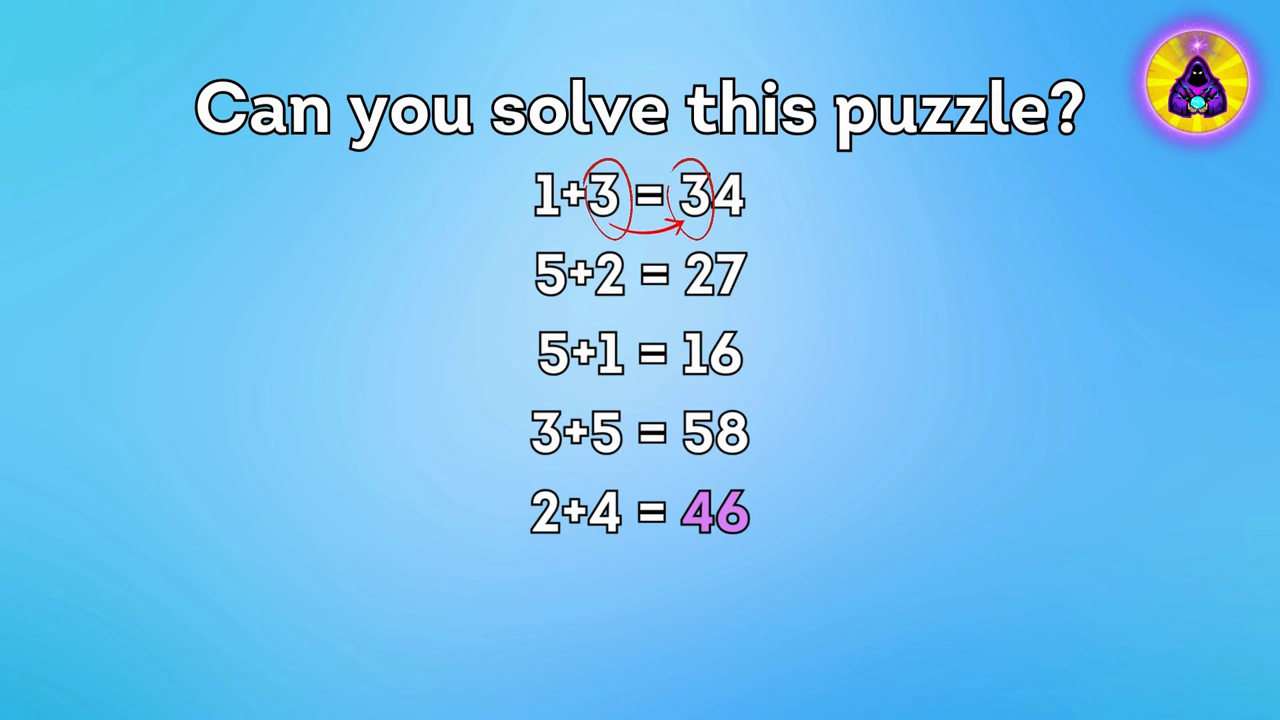 Can you solve this puzzle?
1+3 = 34
5+2 = 27
5+1 = 16
3+5 = 58
2+4 = 46